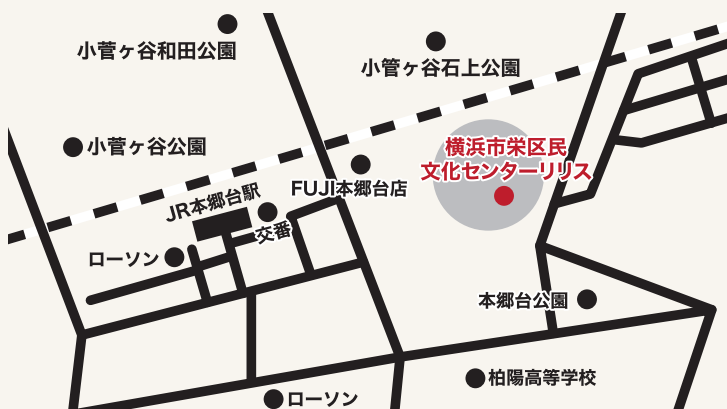 小菅ヶ谷和田公園
小管ヶ谷石上公園
小菅ヶ谷公園
横浜市栄区民
文化センターリリス
FUJI本郷台店
JR本郷台駅
交番
ローソン
本郷台公園
柏陽高等学校
ローソン